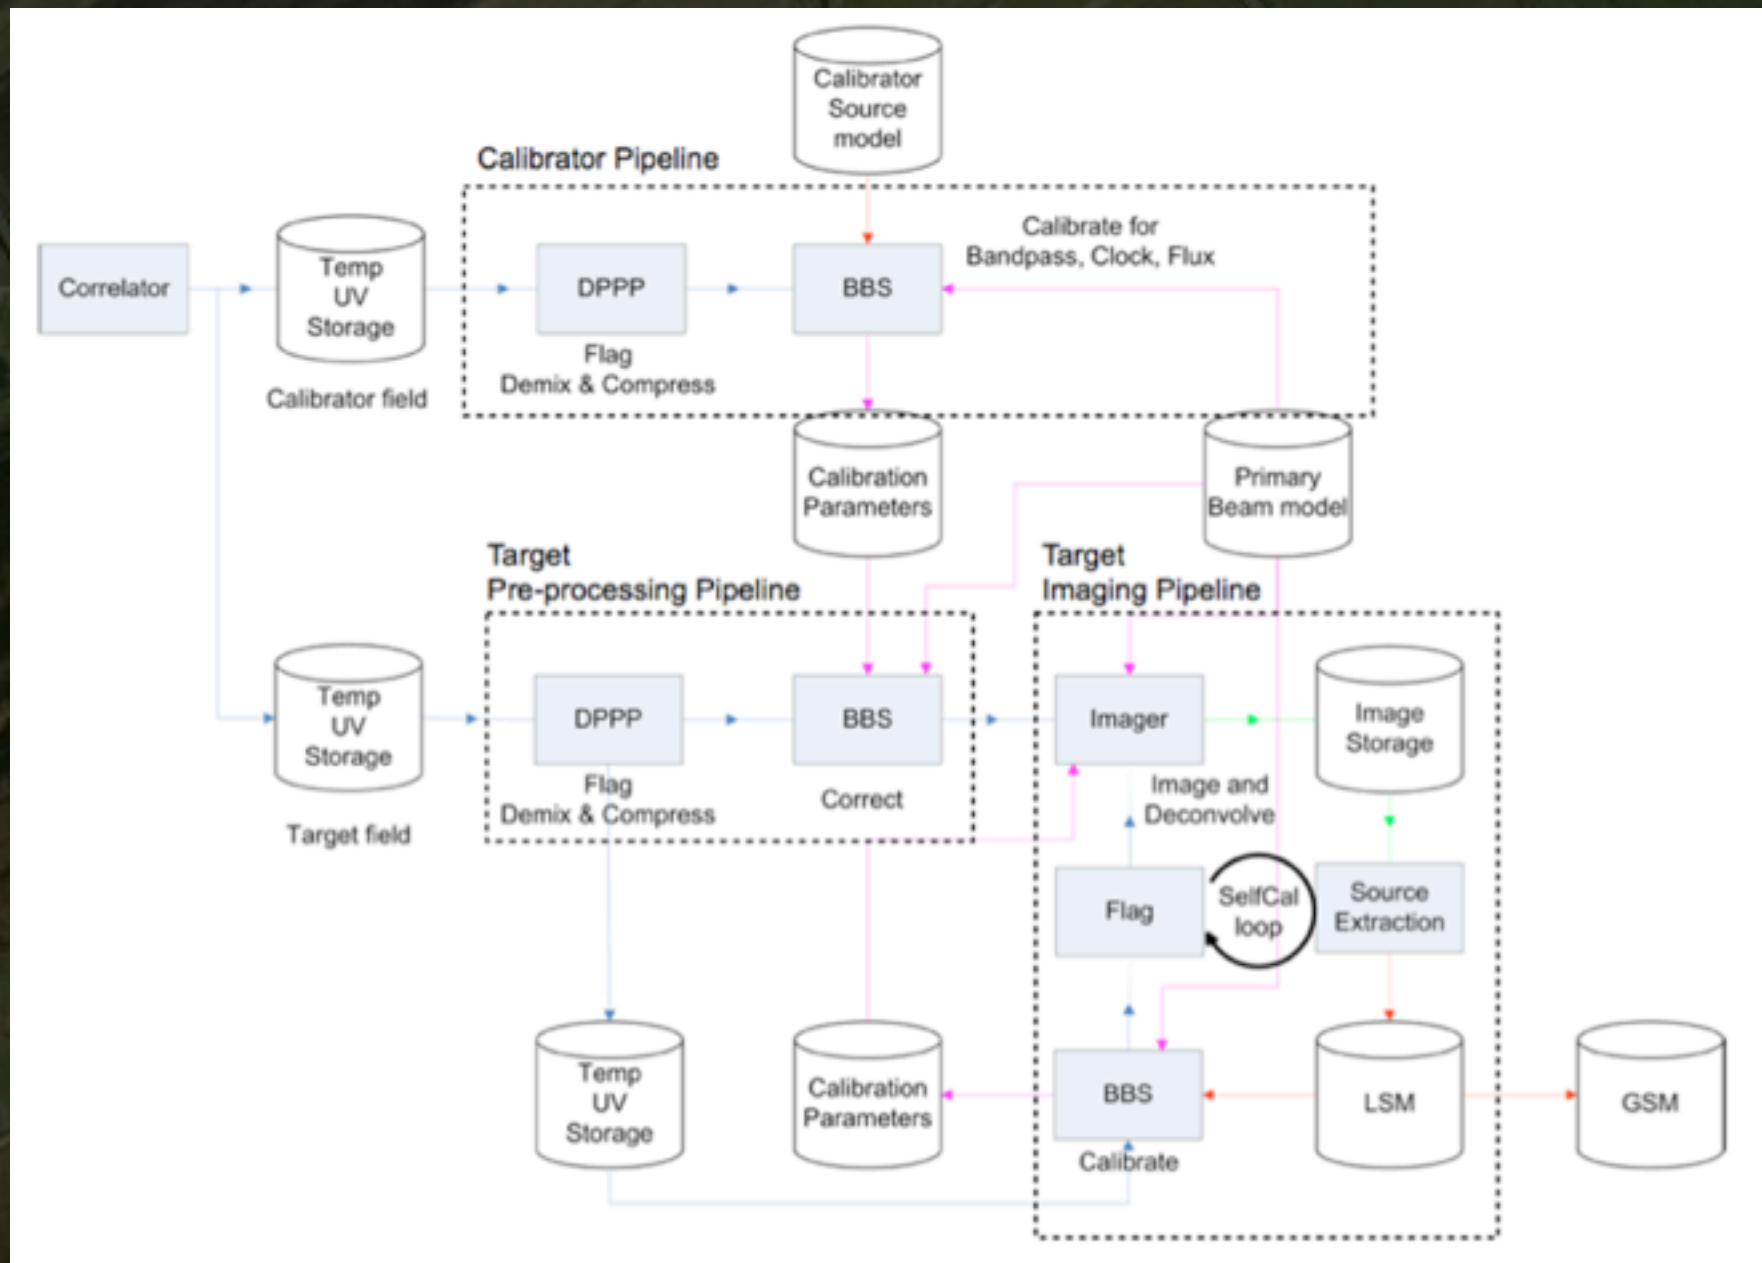 Calibrator
Source
model
Calibrator Pipeline
Calibrate for
Bandpass, Clock, Flux
Correlator
Temp
UV
Storage
DPPP
BBS
Flag
Demix & Compress
Calibrator field
Calibration
Parameters
Primary
Beam model
Target
Pre-processing Pipeline
Target
Imaging Pipeline
Temp
UV
Storage
DPPP
BBS
Imager
Image
Storage
Flag
Demix & Compress
Correct
Image and
Deconvolve
Target field
Flag
SelfCal
loop
Source
Extraction
Temp
UV
Storage
Calibration
Parameters
BBS
LSM
GSM
Calibrate